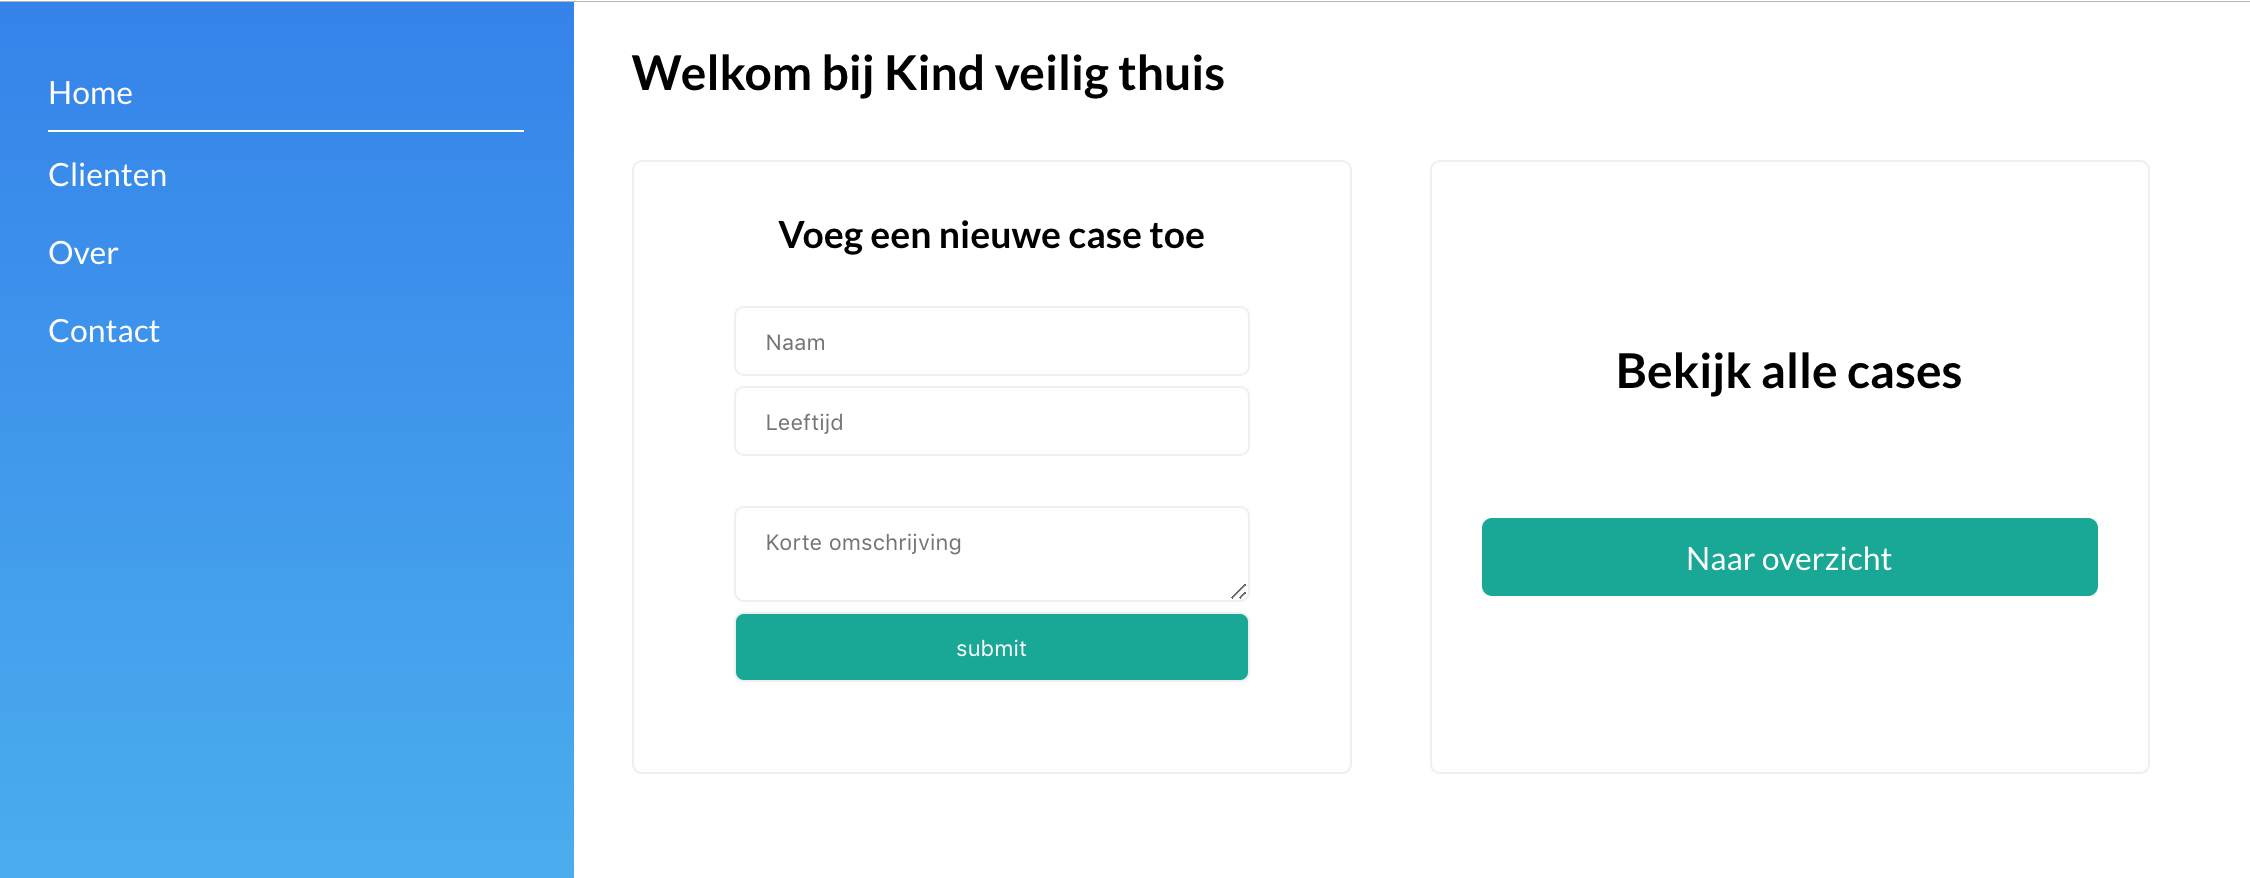 Home
Clienten
Over
Contact
Welkom bij Kind veilig thuis
Voeg een nieuwe case toe
Naam
Leeftijd
Korte omschrijving
submit
Bekijk alle cases
Naar overzicht